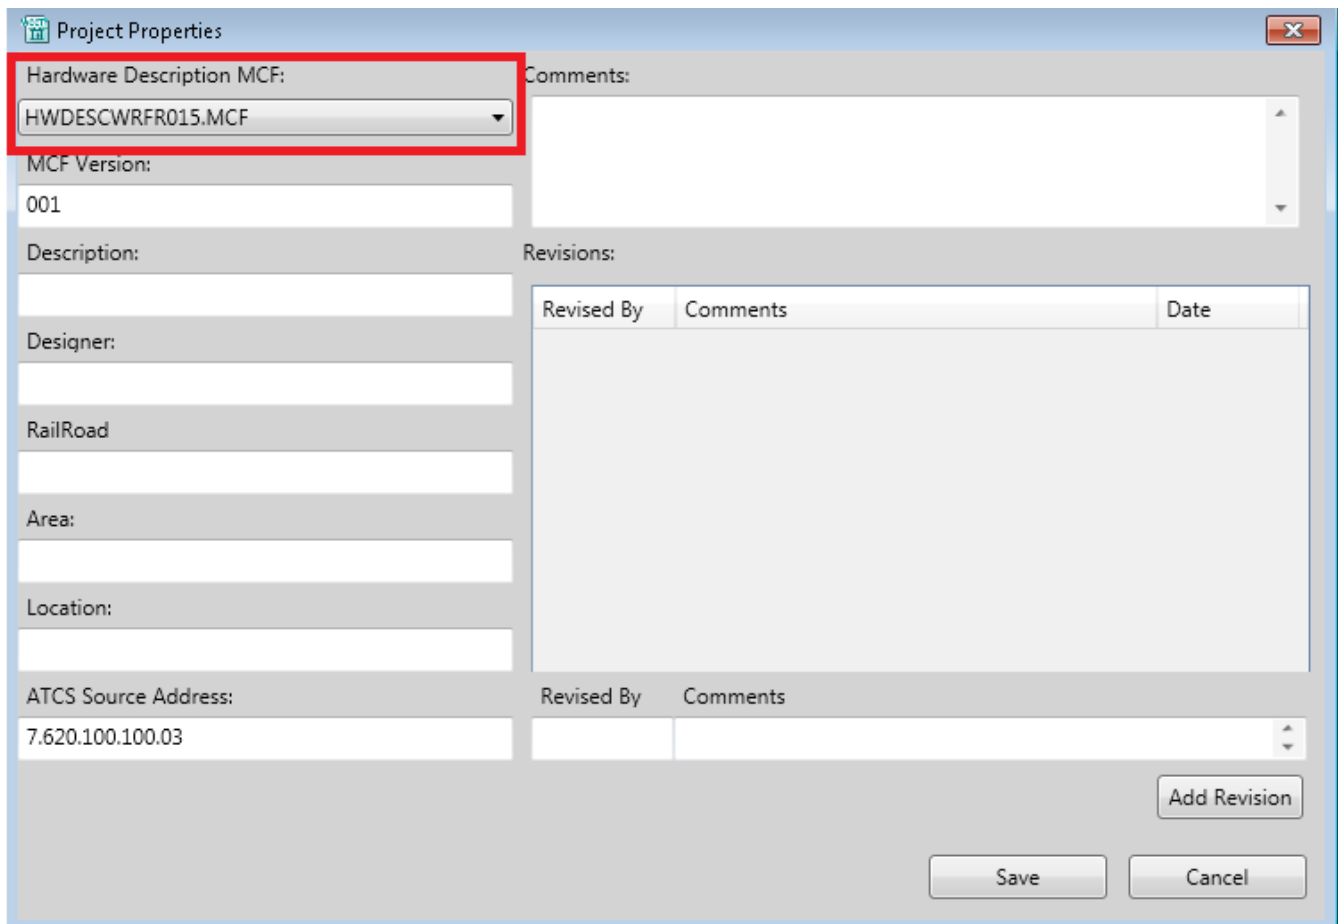 Project Properties
Hardware Description MCF:
HWDESCWRFR015.MCF
MCF Version:
001
Description:
Designer:
RailRoad
Area:
Location:
ATCS Source Address:
7.620.100.100.03
Comments:
Revisions:
Revised By Comments Date
Revised By Comments
Add Revision
Save Cancel